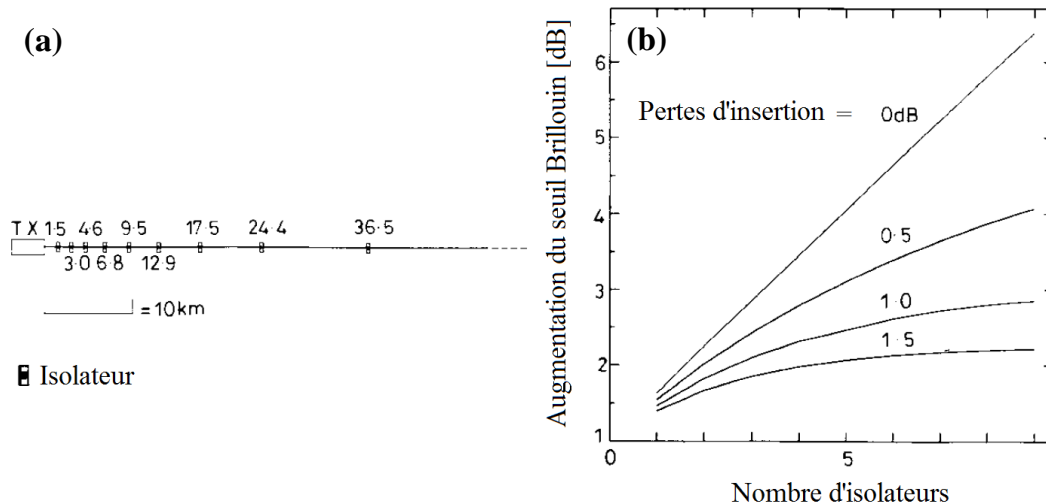 (a)
TX 1·5 4·6 9·5 17·5 24·4 36·5
3·0 6·8 12·9
= 10km
Isolateur
(b)
Augmentation du seuil Brillouin [dB]
6
5
4
3
2
1
Pertes d'insertion = 0dB
0·5
1·0
1·5
0 5
Nombre d'isolateurs